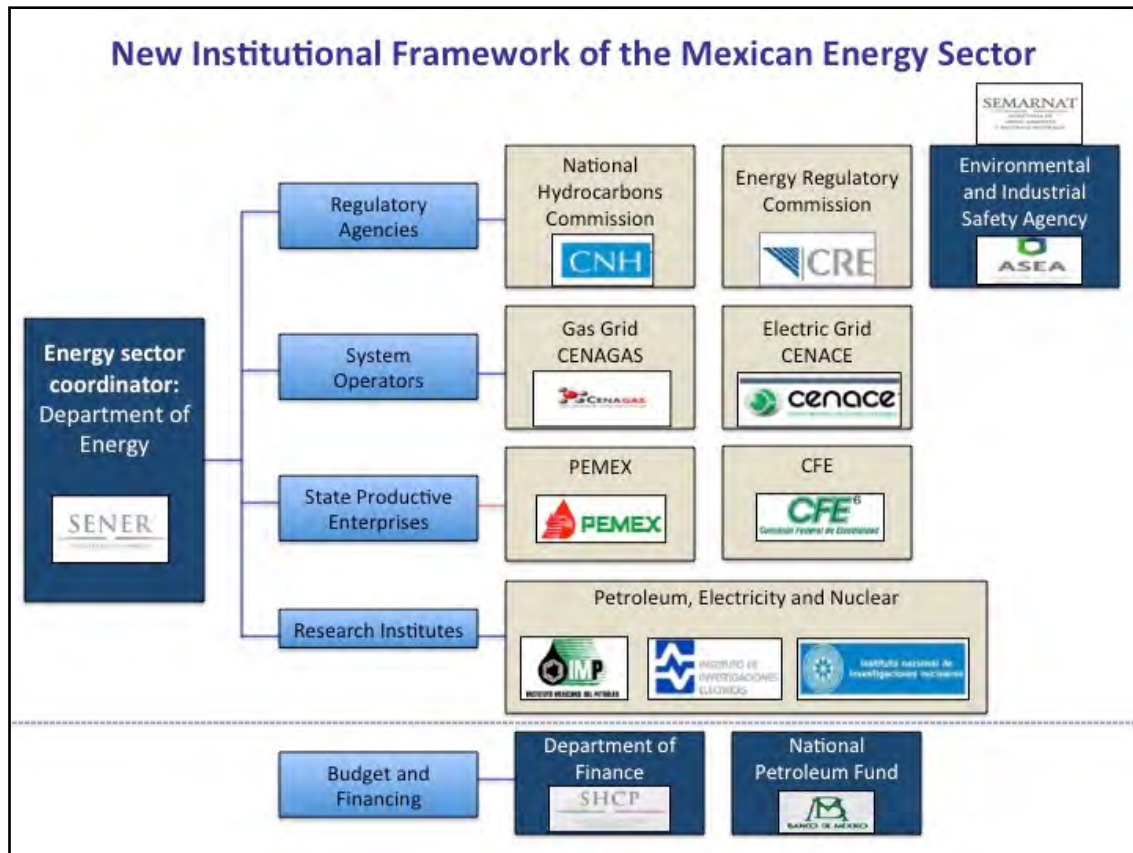 New Institutional Framework of the Mexican Energy Sector
SEMARNAT
Regulatory
Agencies
National
Hydrocarbons
Commission
CNH
Energy Regulatory
Commission
CRE
Environmental
and Industrial
Safety Agency
ASEA
Energy sector
coordinator:
Department of
Energy
SENER
System
Operators
Gas Grid
CENAGAS
CENAGAS
Electric Grid
CENACE
cenace
State Productive
Enterprises
PEMEX
PEMEX
CFE
CFE 6
Comisión Federal de Electricidad
Research Institutes
Petroleum, Electricity and Nuclear
IMP
INSTITUTO MEXICANO DEL PETROLEO
INSTITUTO DE
INVESTIGACIONES
ELÉCTRICAS
instituto nacional de
investigaciones nucleares
Budget and
Financing
Department of
Finance
SHCP
National
Petroleum Fund
BANCO DE MEXICO